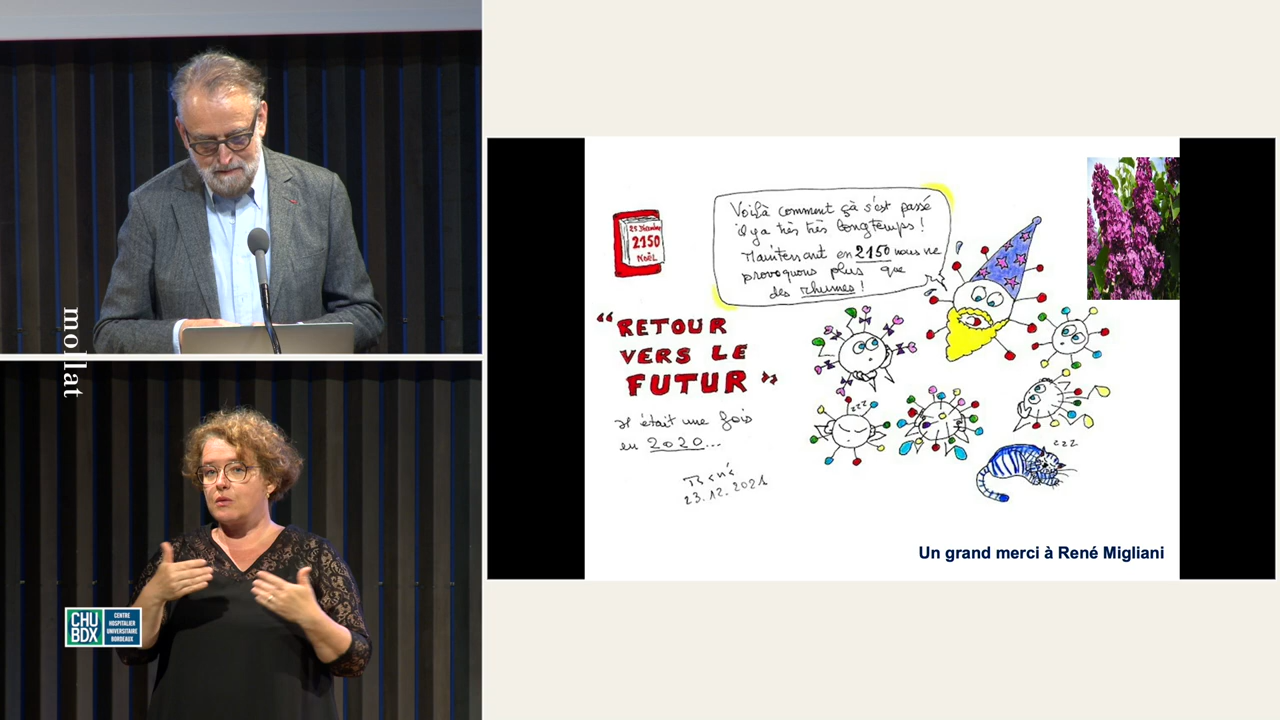 mollat
CHU
BDX
CENTRE
HOSPITALIER
UNIVERSITAIRE
BORDEAUX
25 Décembre
2150
NOËL
Voilà comment çà s'est passé
il y a très très longtemps !
Maintenant en 2150 nous ne
provoquons plus que
des rhumes !
"RETOUR
VERS LE
FUTUR"
Il était une fois
en 2020...
René
23.12.2021
zzz
zzz
Un grand merci à René Migliani